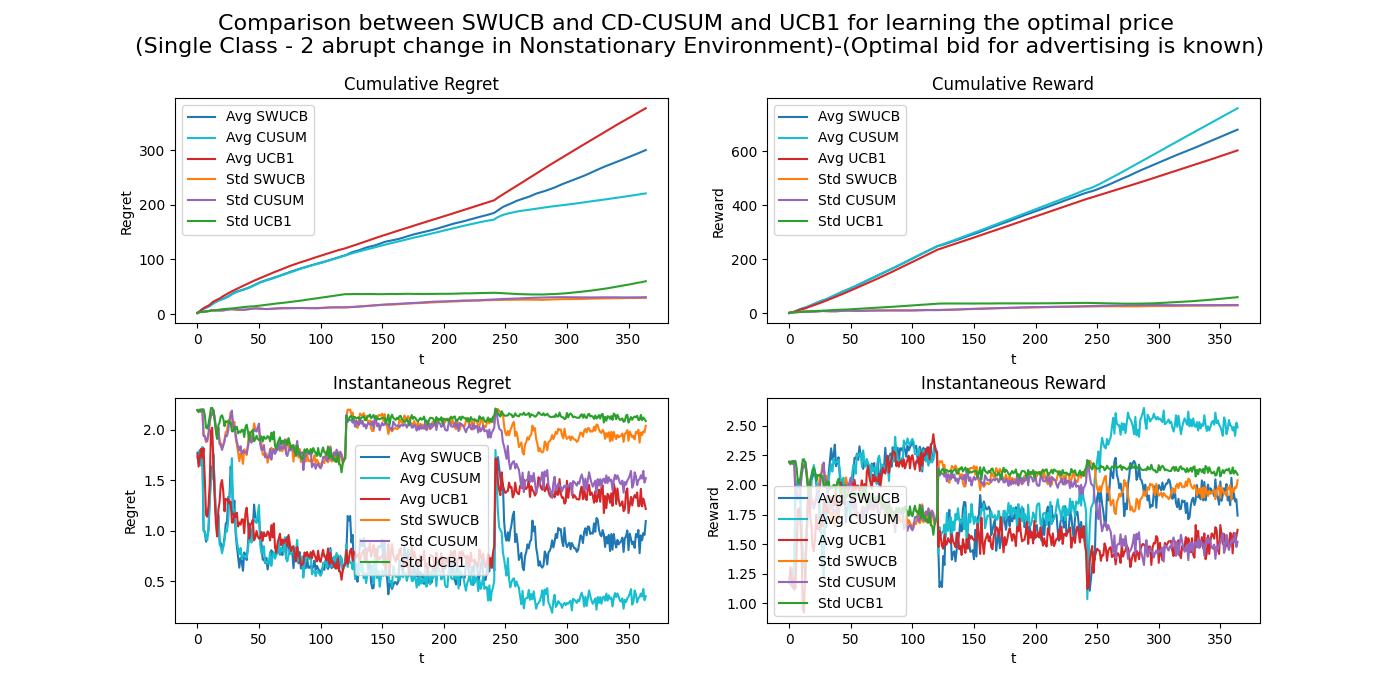 Comparison between SWUCB and CD-CUSUM and UCB1 for learning the optimal price
(Single Class - 2 abrupt change in Nonstationary Environment)-(Optimal bid for advertising is known)
Cumulative Regret
Regret
300
200
100
0
Avg SWUCB
Avg CUSUM
Avg UCB1
Std SWUCB
Std CUSUM
Std UCB1
0 50 100 150 200 250 300 350
t
Cumulative Reward
Reward
600
400
200
0
Avg SWUCB
Avg CUSUM
Avg UCB1
Std SWUCB
Std CUSUM
Std UCB1
0 50 100 150 200 250 300 350
t
Instantaneous Regret
Regret
2.0
1.5
1.0
0.5
Avg SWUCB
Avg CUSUM
Avg UCB1
Std SWUCB
Std CUSUM
Std UCB1
0 50 100 150 200 250 300 350
t
Instantaneous Reward
Reward
2.50
2.25
2.00
1.75
1.50
1.25
1.00
Avg SWUCB
Avg CUSUM
Avg UCB1
Std SWUCB
Std CUSUM
Std UCB1
0 50 100 150 200 250 300 350
t